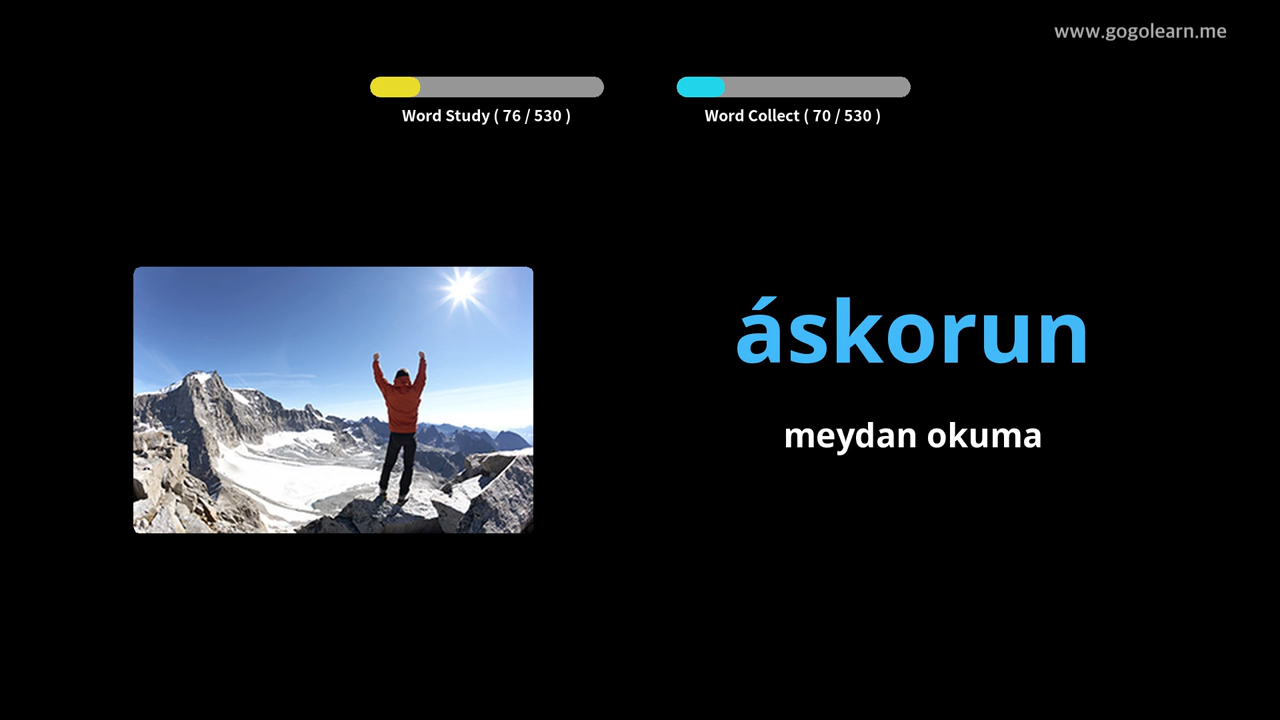 www.gogolearn.me
Word Study ( 76 / 530 )
Word Collect ( 70 / 530 )
áskorun
meydan okuma